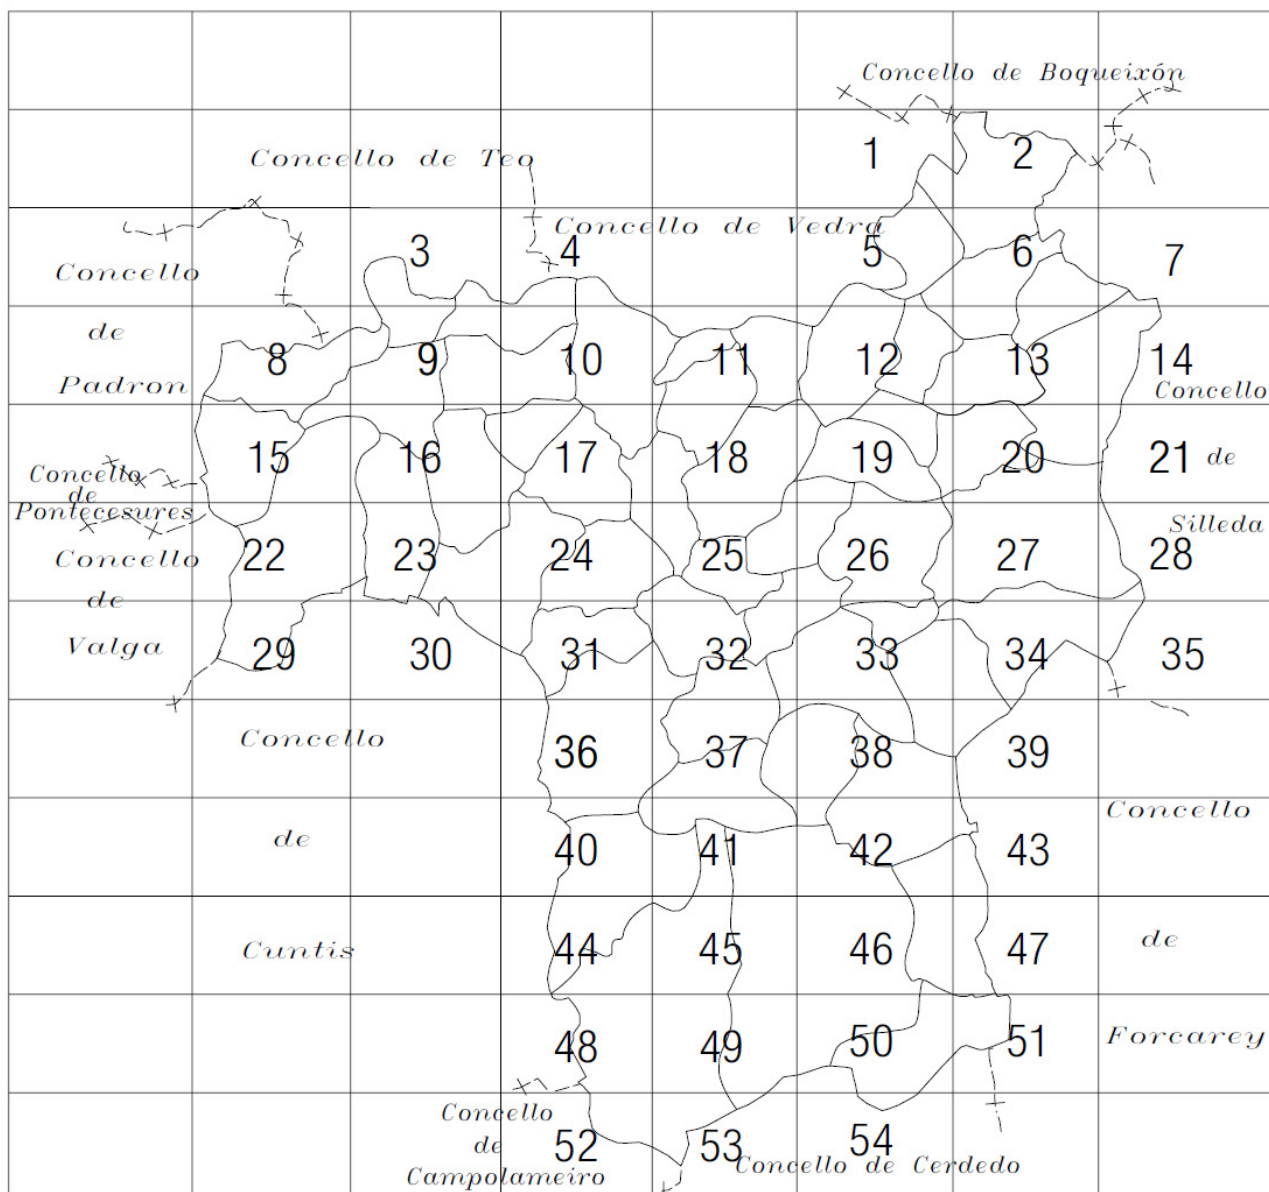 Concello de Boqueixón
1 2
Concello de Teo
Concello de Vedra
3 4 5 6 7
Concello
de
8 9 10 11 12 13 14
Padron
Concello
15 16 17 18 19 20 21 de
Concello
de
Pontecesures
Silleda
Concello
22 23 24 25 26 27 28
de
Valga
29 30 31 32 33 34 35
Concello
36 37 38 39
Concello
de
40 41 42 43
Cuntis
44 45 46 47 de
48 49 50 51 Forcarey
Concello
de
Campolameiro
52 53 54
Concello de Cerdedo